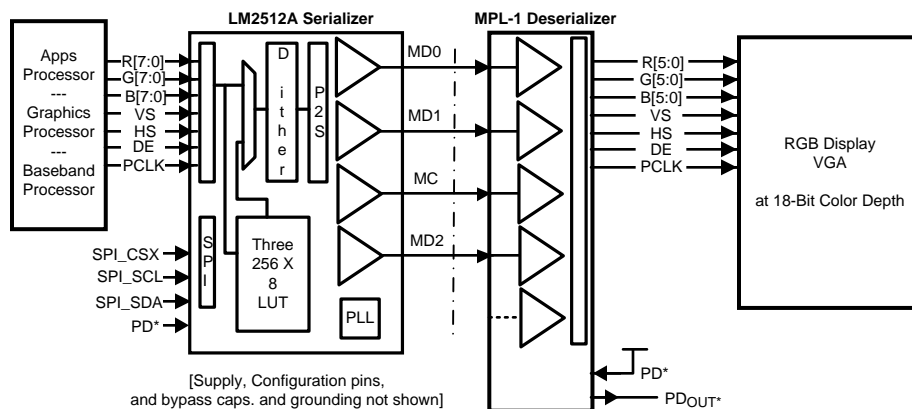 LM2512A Serializer
MPL-1 Deserializer
Apps
Processor
---
Graphics
Processor
---
Baseband
Processor
R[7:0]
G[7:0]
B[7:0]
VS
HS
DE
PCLK
SPI_CSX
SPI_SCL
SPI_SDA
PD*
SPI
Dither
P2S
Three
256 X
8
LUT
PLL
MD0
MD1
MC
MD2
R[5:0]
G[5:0]
B[5:0]
VS
HS
DE
PCLK
RGB Display
VGA
at 18-Bit Color Depth
PD*
PDOUT*
[Supply, Configuration pins,
and bypass caps. and grounding not shown]